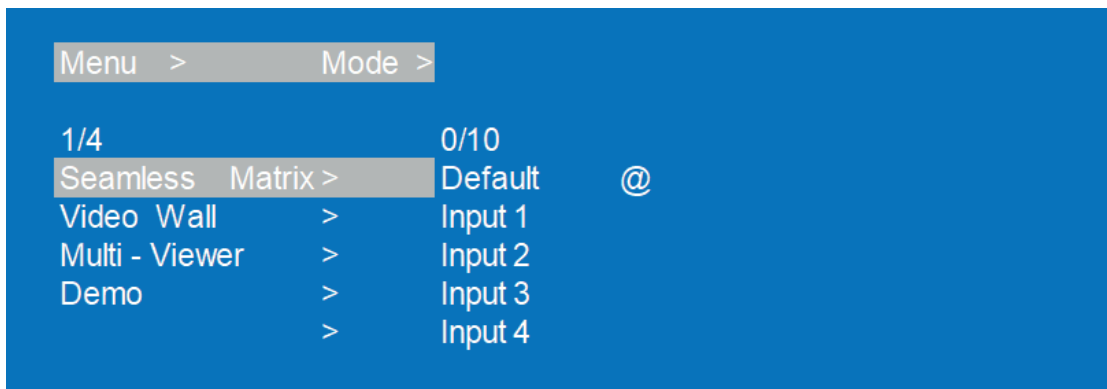 Menu > Mode >
1/4 0/10
Seamless Matrix > Default @
Video Wall > Input 1
Multi - Viewer > Input 2
Demo > Input 3
> Input 4